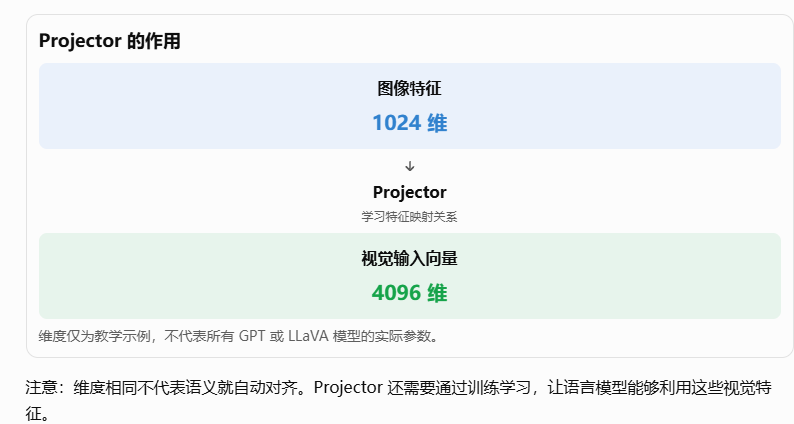 Projector 的作用
图像特征
1024 维
↓
Projector
学习特征映射关系
视觉输入向量
4096 维
维度仅为教学示例，不代表所有 GPT 或 LLaVA 模型的实际参数。
注意：维度相同不代表语义就自动对齐。Projector 还需要通过训练学习，让语言模型能够利用这些视觉特
征。